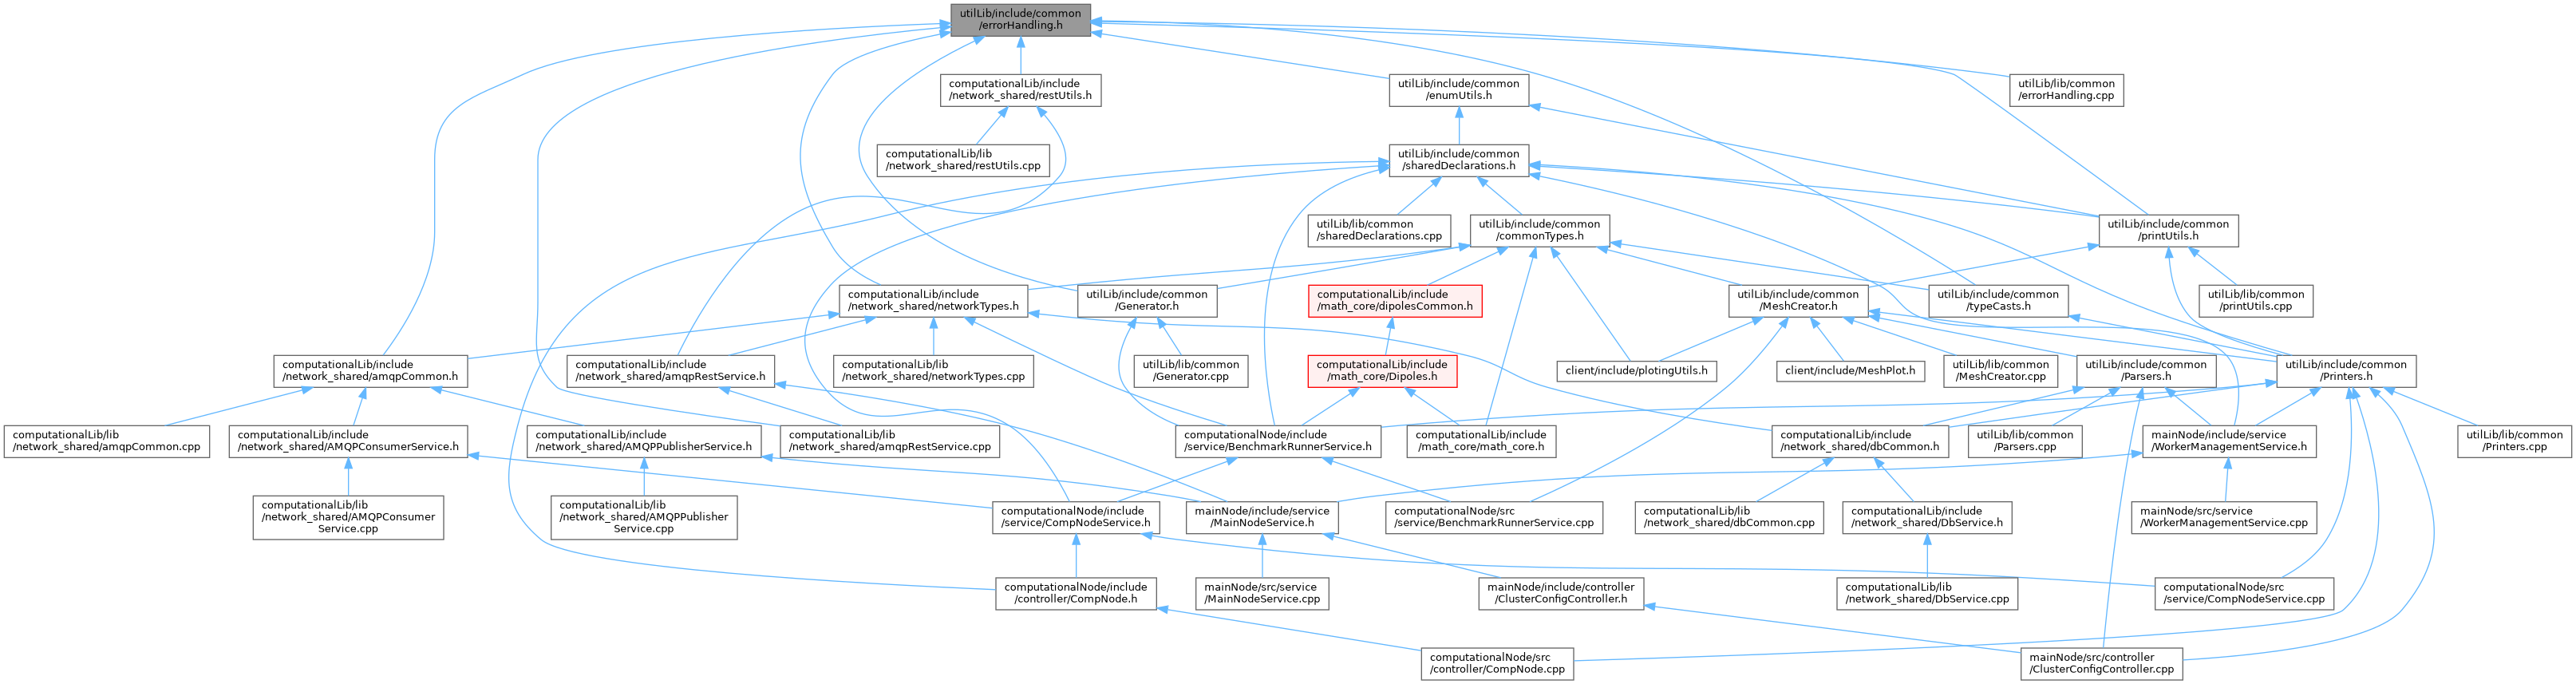 utilLib/include/common
/errorHandling.h
computationalLib/include
/network_shared/restUtils.h
utilLib/include/common
/enumUtils.h
utilLib/lib/common
/errorHandling.cpp
computationalLib/lib
/network_shared/restUtils.cpp
utilLib/include/common
/sharedDeclarations.h
utilLib/lib/common
/sharedDeclarations.cpp
utilLib/include/common
/commonTypes.h
utilLib/include/common
/printUtils.h
computationalLib/include
/network_shared/networkTypes.h
utilLib/include/common
/Generator.h
computationalLib/include
/math_core/dipolesCommon.h
utilLib/include/common
/MeshCreator.h
utilLib/include/common
/typeCasts.h
utilLib/lib/common
/printUtils.cpp
computationalLib/include
/network_shared/amqpCommon.h
computationalLib/include
/network_shared/amqpRestService.h
computationalLib/lib
/network_shared/networkTypes.cpp
utilLib/lib/common
/Generator.cpp
computationalLib/include
/math_core/Dipoles.h
client/include/plotingUtils.h
client/include/MeshPlot.h
utilLib/lib/common
/MeshCreator.cpp
utilLib/include/common
/Parsers.h
utilLib/include/common
/Printers.h
computationalLib/lib
/network_shared/amqpCommon.cpp
computationalLib/include
/network_shared/AMQPConsumerService.h
computationalLib/include
/network_shared/AMQPPublisherService.h
computationalLib/lib
/network_shared/amqpRestService.cpp
computationalNode/include
/service/BenchmarkRunnerService.h
computationalLib/include
/math_core/math_core.h
computationalLib/include
/network_shared/dbCommon.h
utilLib/lib/common
/Parsers.cpp
mainNode/include/service
/WorkerManagementService.h
utilLib/lib/common
/Printers.cpp
computationalLib/lib
/network_shared/AMQPConsumer
Service.cpp
computationalLib/lib
/network_shared/AMQPPublisher
Service.cpp
computationalNode/include
/service/CompNodeService.h
mainNode/include/service
/MainNodeService.h
computationalNode/src
/service/BenchmarkRunnerService.cpp
computationalLib/lib
/network_shared/dbCommon.cpp
computationalLib/include
/network_shared/DbService.h
mainNode/src/service
/WorkerManagementService.cpp
computationalNode/include
/controller/CompNode.h
mainNode/src/service
/MainNodeService.cpp
mainNode/include/controller
/ClusterConfigController.h
computationalLib/lib
/network_shared/DbService.cpp
computationalNode/src
/service/CompNodeService.cpp
computationalNode/src
/controller/CompNode.cpp
mainNode/src/controller
/ClusterConfigController.cpp